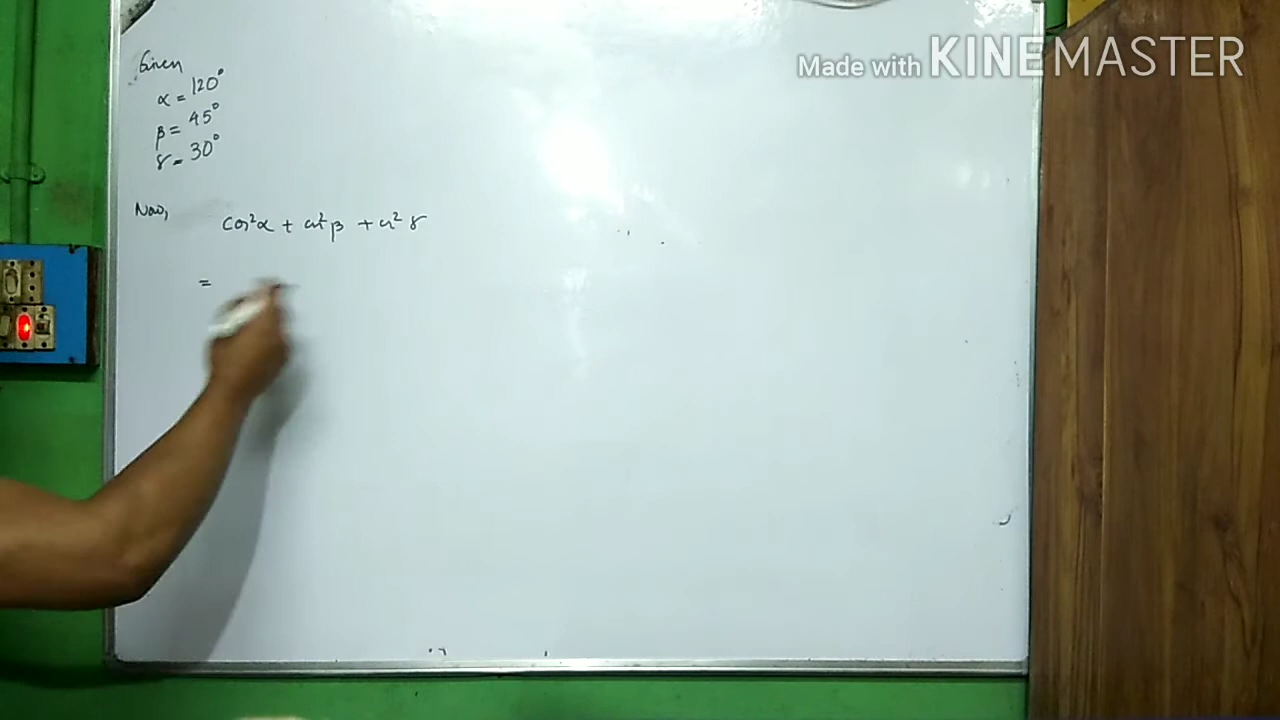 Made with KINEMASTER
Given
α = 120°
β = 45°
γ = 30°
Now,
cos²α + cos²β + cos²γ
=